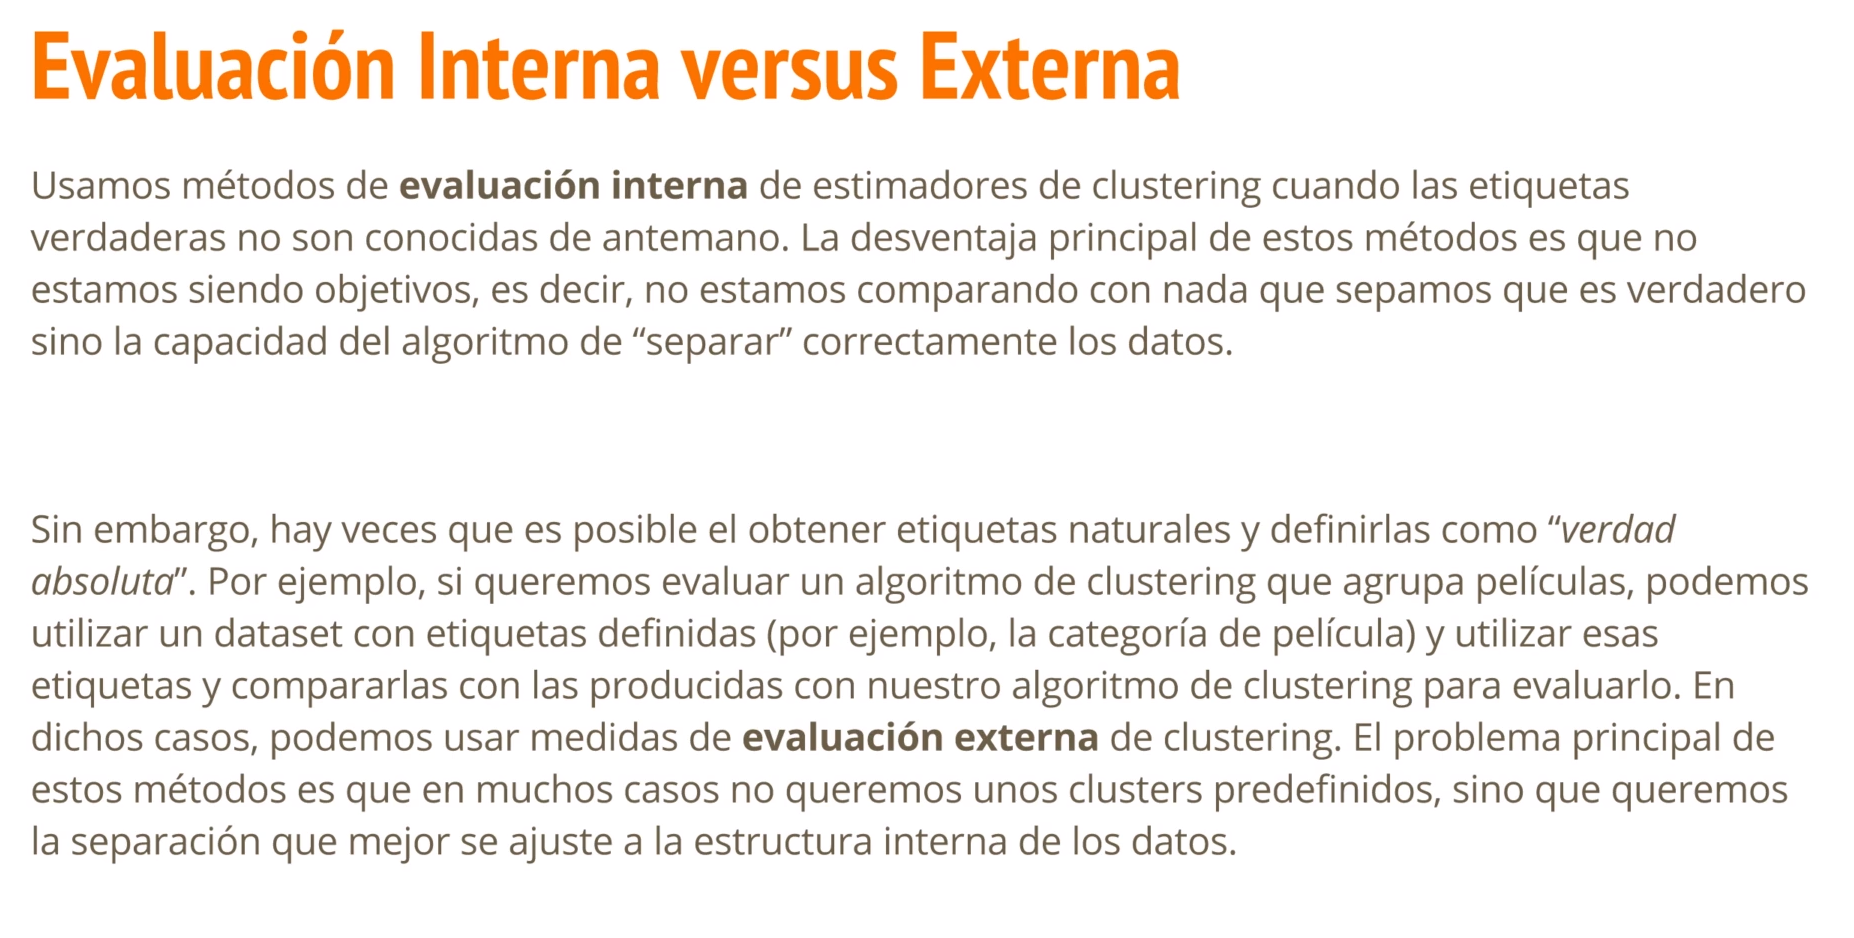 Evaluación Interna versus Externa
Usamos métodos de evaluación interna de estimadores de clustering cuando las etiquetas
verdaderas no son conocidas de antemano. La desventaja principal de estos métodos es que no
estamos siendo objetivos, es decir, no estamos comparando con nada que sepamos que es verdadero
sino la capacidad del algoritmo de “separar” correctamente los datos.
Sin embargo, hay veces que es posible el obtener etiquetas naturales y definirlas como “verdad
absoluta”. Por ejemplo, si queremos evaluar un algoritmo de clustering que agrupa películas, podemos
utilizar un dataset con etiquetas definidas (por ejemplo, la categoría de película) y utilizar esas
etiquetas y compararlas con las producidas con nuestro algoritmo de clustering para evaluarlo. En
dichos casos, podemos usar medidas de evaluación externa de clustering. El problema principal de
estos métodos es que en muchos casos no queremos unos clusters predefinidos, sino que queremos
la separación que mejor se ajuste a la estructura interna de los datos.